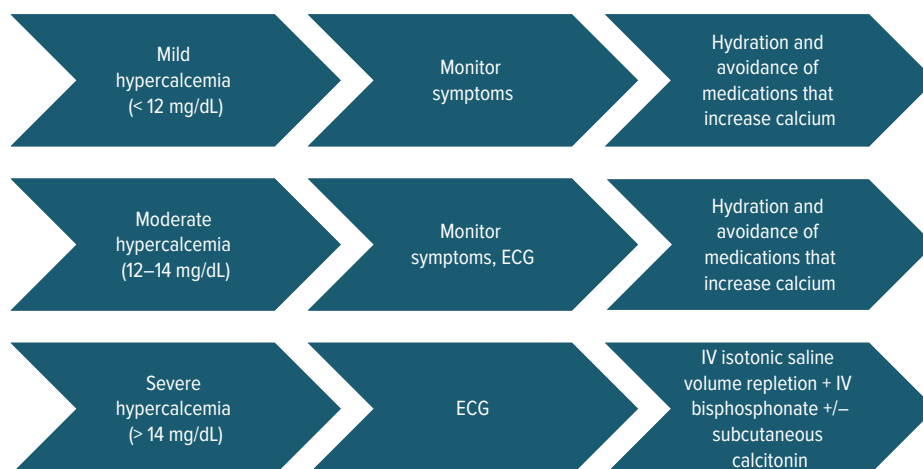 Mild
hypercalcemia
(< 12 mg/dL)
Monitor
symptoms
Hydration and
avoidance of
medications that
increase calcium
Moderate
hypercalcemia
(12–14 mg/dL)
Monitor
symptoms, ECG
Hydration and
avoidance of
medications that
increase calcium
Severe
hypercalcemia
(> 14 mg/dL)
ECG
IV isotonic saline
volume repletion + IV
bisphosphonate +/–
subcutaneous
calcitonin